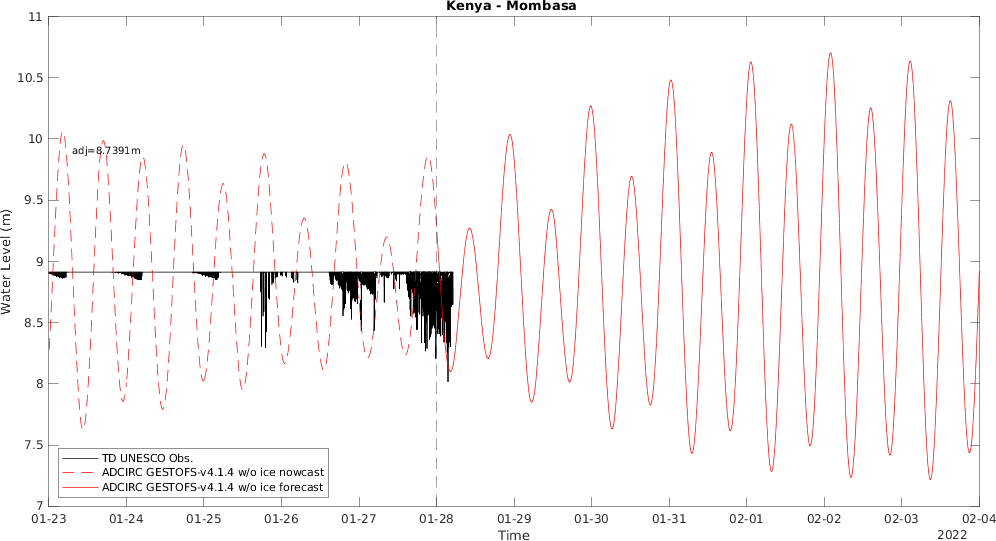 Kenya - Mombasa
11
10.5
10
9.5
9
8.5
8
7.5
7
Water Level (m)
adj=8.7391m
TD UNESCO Obs.
ADCIRC GESTOFS-v4.1.4 w/o ice nowcast
ADCIRC GESTOFS-v4.1.4 w/o ice forecast
01-23 01-24 01-25 01-26 01-27 01-28 01-29 01-30 01-31 02-01 02-02 02-03 02-04
Time
2022